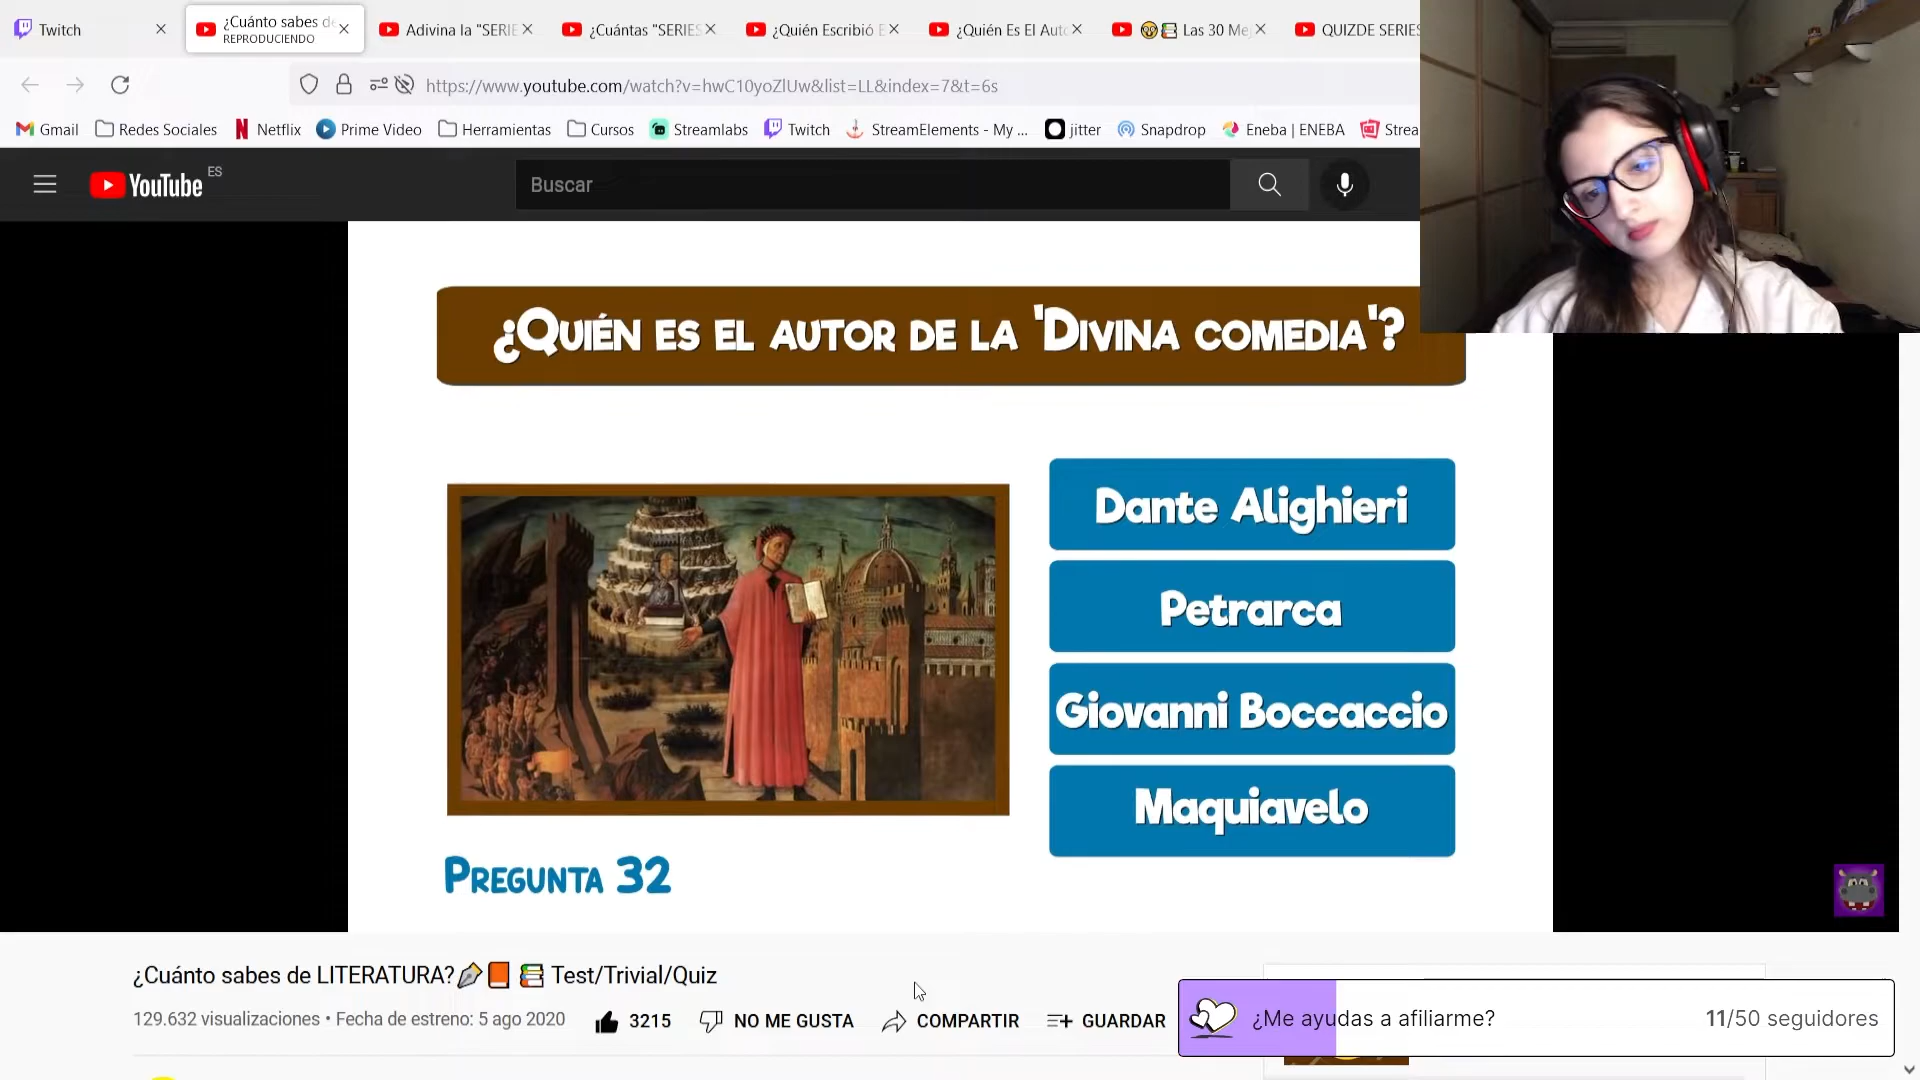 Twitch
¿Cuánto sabes de
REPRODUCIENDO
Adivina la "SERIE
¿Cuántas "SERIES
¿Quién Escribió E
¿Quién Es El Aut
Las 30 Me
QUIZDE SERIES
https://www.youtube.com/watch?v=hwC10yoZlUw&list=LL&index=7&t=6s
Gmail Redes Sociales Netflix Prime Video Herramientas Cursos Streamlabs Twitch StreamElements - My ... jitter Snapdrop Eneba | ENEBA Strea
YouTube ES
Buscar
¿Quién es el autor de la 'Divina comedia'?
Dante Alighieri
Petrarca
Giovanni Boccaccio
Maquiavelo
Pregunta 32
¿Cuánto sabes de LITERATURA? Test/Trivial/Quiz
129.632 visualizaciones • Fecha de estreno: 5 ago 2020
3215 NO ME GUSTA COMPARTIR GUARDAR
¿Me ayudas a afiliarme? 11/50 seguidores